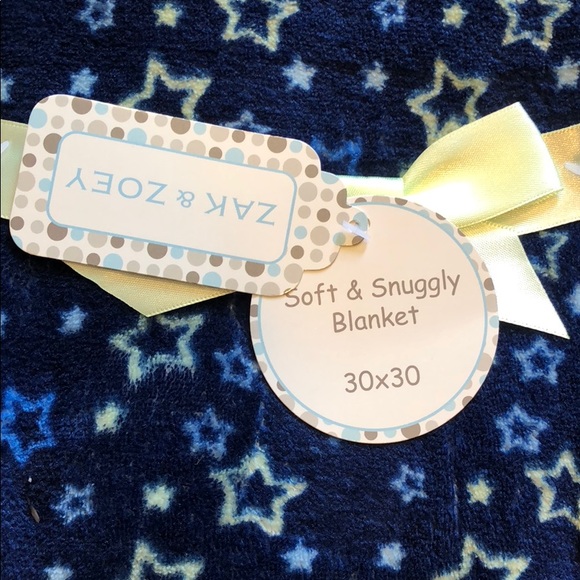 ZAK & ZOEY
Soft & Snuggly
Blanket
30x30